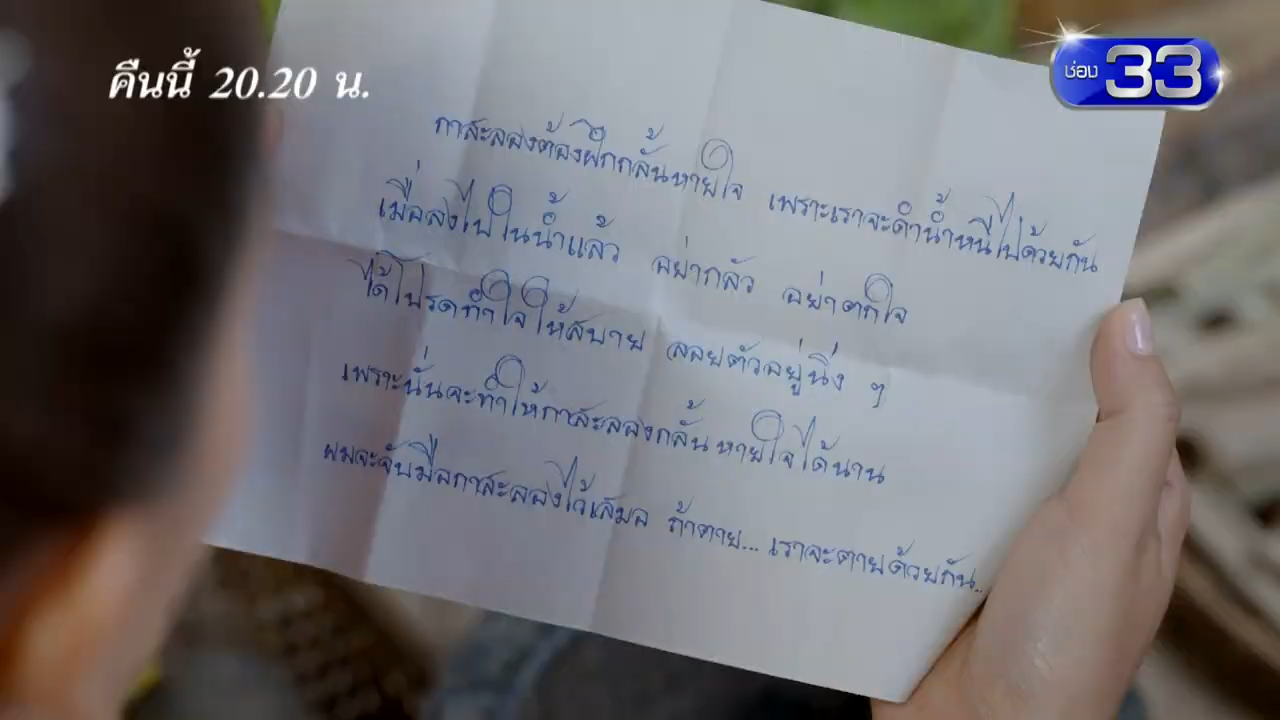 คืนนี้ 20.20 น.
ช่อง 33
กาสะลองต้องฝึกกลั้นหายใจ เพราะเราจะดำน้ำหนีไปด้วยกัน
เมื่อลงไปในน้ำแล้ว อย่ากลัว อย่าตกใจ
ได้โปรดทำใจให้สบาย ลอยตัวอยู่นิ่ง ๆ
เพราะนั่นจะทำให้กาสะลองกลั้นหายใจได้นาน
ผมจะจับมือกาสะลองไว้เสมอ ถ้าตาย... เราจะตายด้วยกัน..